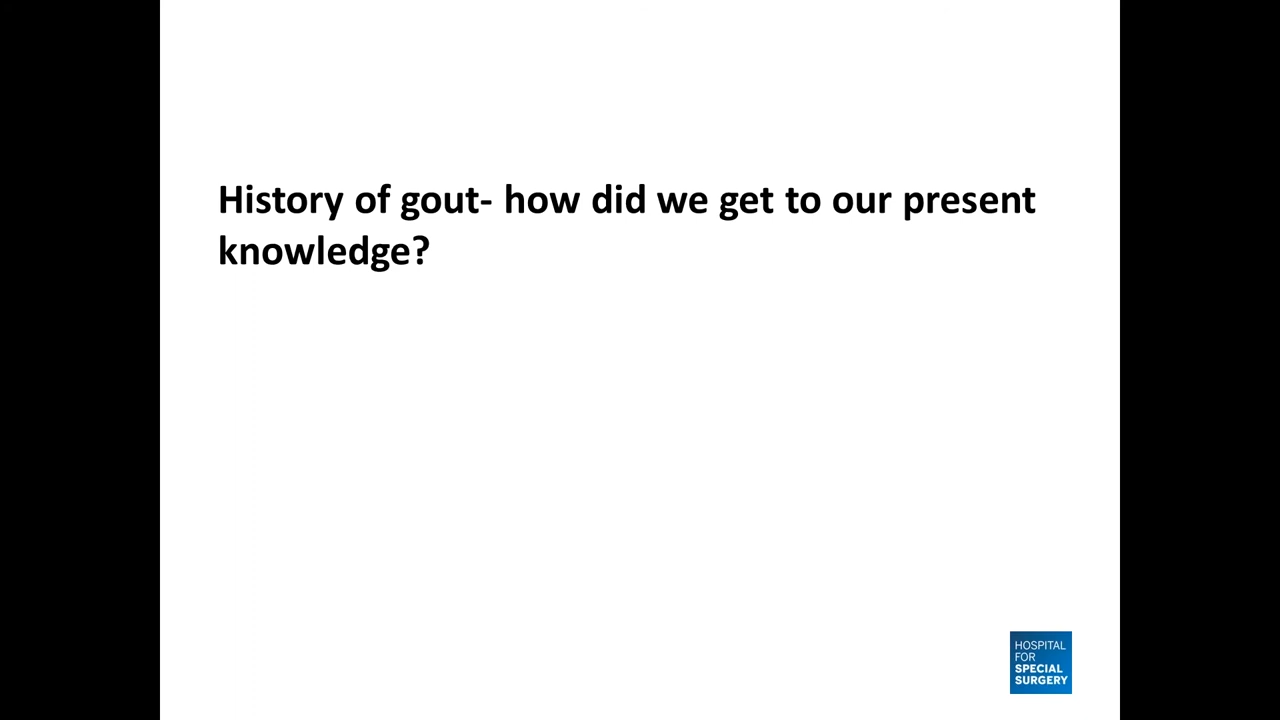 History of gout- how did we get to our present
knowledge?
HOSPITAL
FOR
SPECIAL
SURGERY